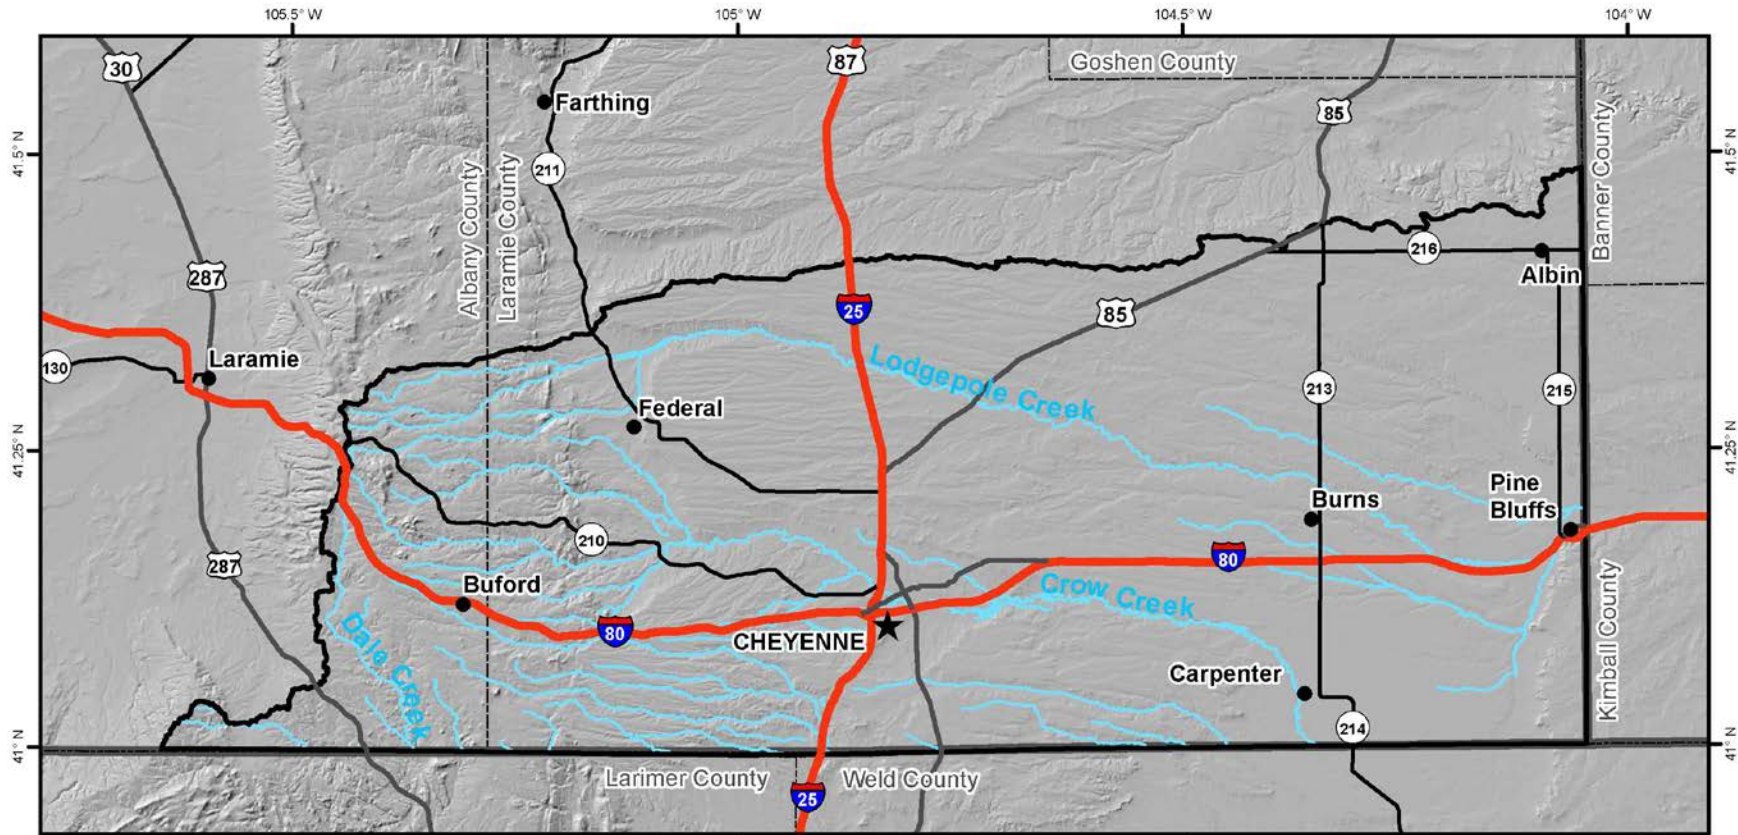 105.5° W
105° W
104.5° W
104° W
30
87
Goshen County
Farthing
85
41.5° N
41.5° N
211
Albany County
Laramie County
Banner County
287
216
Albin
25
85
Laramie
130
Lodgepole Creek
213
215
Federal
41.25° N
41.25° N
Pine
Bluffs
Burns
210
287
80
Buford
Crow Creek
80
CHEYENNE
Dale Creek
Kimball County
Carpenter
214
41° N
41° N
Larimer County
Weld County
25